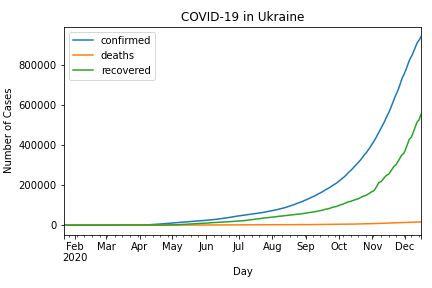 COVID-19 in Ukraine
confirmed
deaths
recovered
Number of Cases
800000
600000
400000
200000
0
Feb Mar Apr May Jun Jul Aug Sep Oct Nov Dec
2020
Day